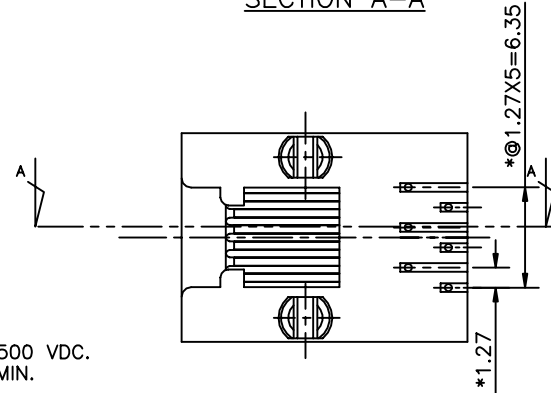 SECTION A-A
*@1.27X5=6.35
A
A
*1.27
500 VDC.
MIN.